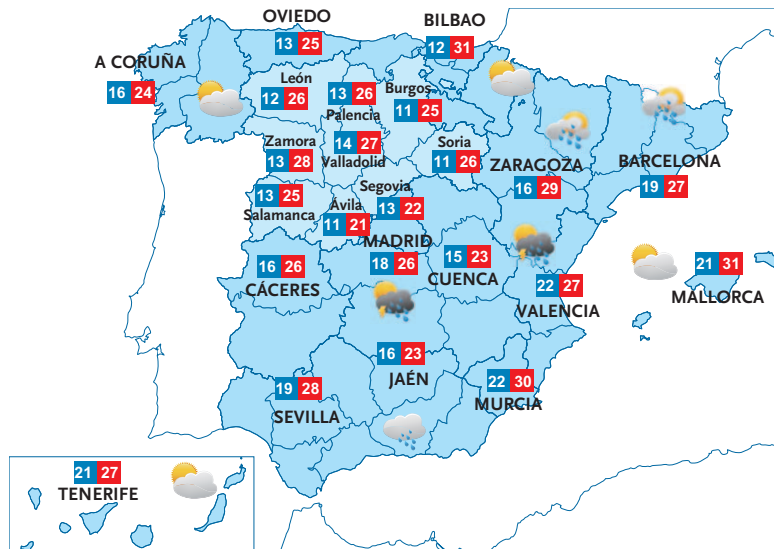 OVIEDO
13 25
BILBAO
12 31
A CORUÑA
16 24
León
12 26
13 26
Palencia
Burgos
11 25
Zamora
13 28
14 27
Valladolid
Soria
11 26
ZARAGOZA
16 29
BARCELONA
19 27
13 25
Salamanca
Ávila
11 21
Segovia
13 22
MADRID
18 26
15 23
CUENCA
16 26
CÁCERES
22 27
VALENCIA
21 31
MALLORCA
16 23
JAÉN
19 28
SEVILLA
22 30
MURCIA
21 27
TENERIFE